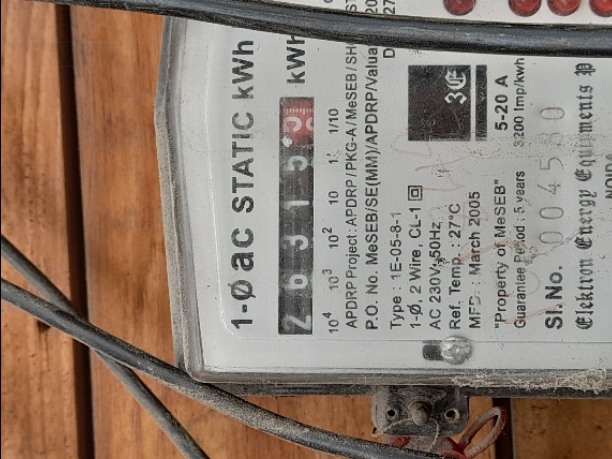 1-Ø ac STATIC kWh
2 6 3 1 5 kWh
10⁴ 10³ 10² 10 1 1/10
APDRP Project: APDRP/PKG-A/MeSEB/
P.O. No. MeSEB/SE(MM)/APDRP/Valua
Type : 1E-05-8-1
1-Ø, 2 Wire, CL-1
AC 230V, 50Hz
Ref. Temp. : 27°C
MFD. : March 2005
3E
5-20 A
"Property of MeSEB"
Guarantee Period : 5 years 3200 Imp/kwh
Sl. No. 004580
Elektron Energy Equipments P